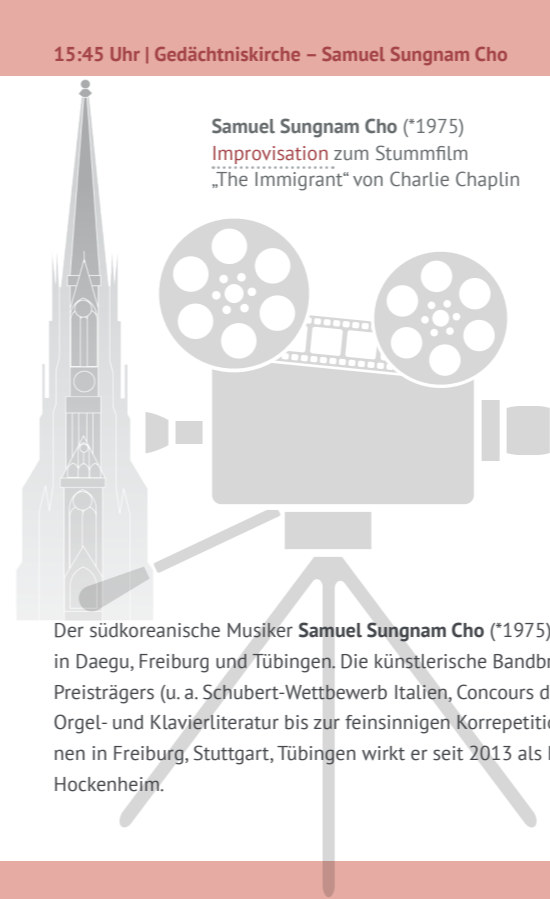 15:45 Uhr | Gedächtniskirche – Samuel Sungnam Cho
Samuel Sungnam Cho (*1975)
Improvisation zum Stummfilm
„The Immigrant“ von Charlie Chaplin
Der südkoreanische Musiker Samuel Sungnam Cho (*1975)
in Daegu, Freiburg und Tübingen. Die künstlerische
Preisträgers (u. a. Schubert-Wettbewerb Italien, Concours
Orgel- und Klavierliteratur bis zur feinsinnigen
nen in Freiburg, Stuttgart, Tübingen wirkt er seit 2013 als
Hockenheim.